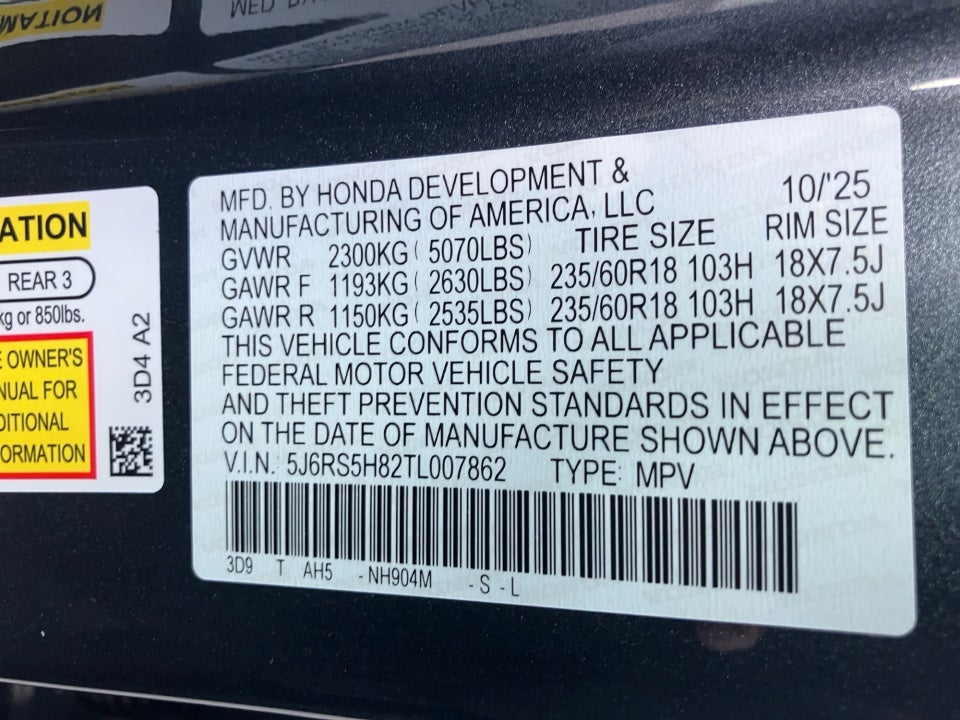 WED
ATION
REAR 3
kg or 850lbs.
E OWNER'S
NUAL FOR
DITIONAL
ORMATION
3D4 A2
MFD. BY HONDA DEVELOPMENT & 10/'25
MANUFACTURING OF AMERICA, LLC
GVWR 2300KG ( 5070LBS) TIRE SIZE RIM SIZE
GAWR F 1193KG ( 2630LBS) 235/60R18 103H 18X7.5J
GAWR R 1150KG ( 2535LBS) 235/60R18 103H 18X7.5J
THIS VEHICLE CONFORMS TO ALL APPLICABLE
FEDERAL MOTOR VEHICLE SAFETY
AND THEFT PREVENTION STANDARDS IN EFFECT
ON THE DATE OF MANUFACTURE SHOWN ABOVE.
V.I.N: 5J6RS5H82TL007862 TYPE: MPV
3D9 T AH5 - NH904M - S - L